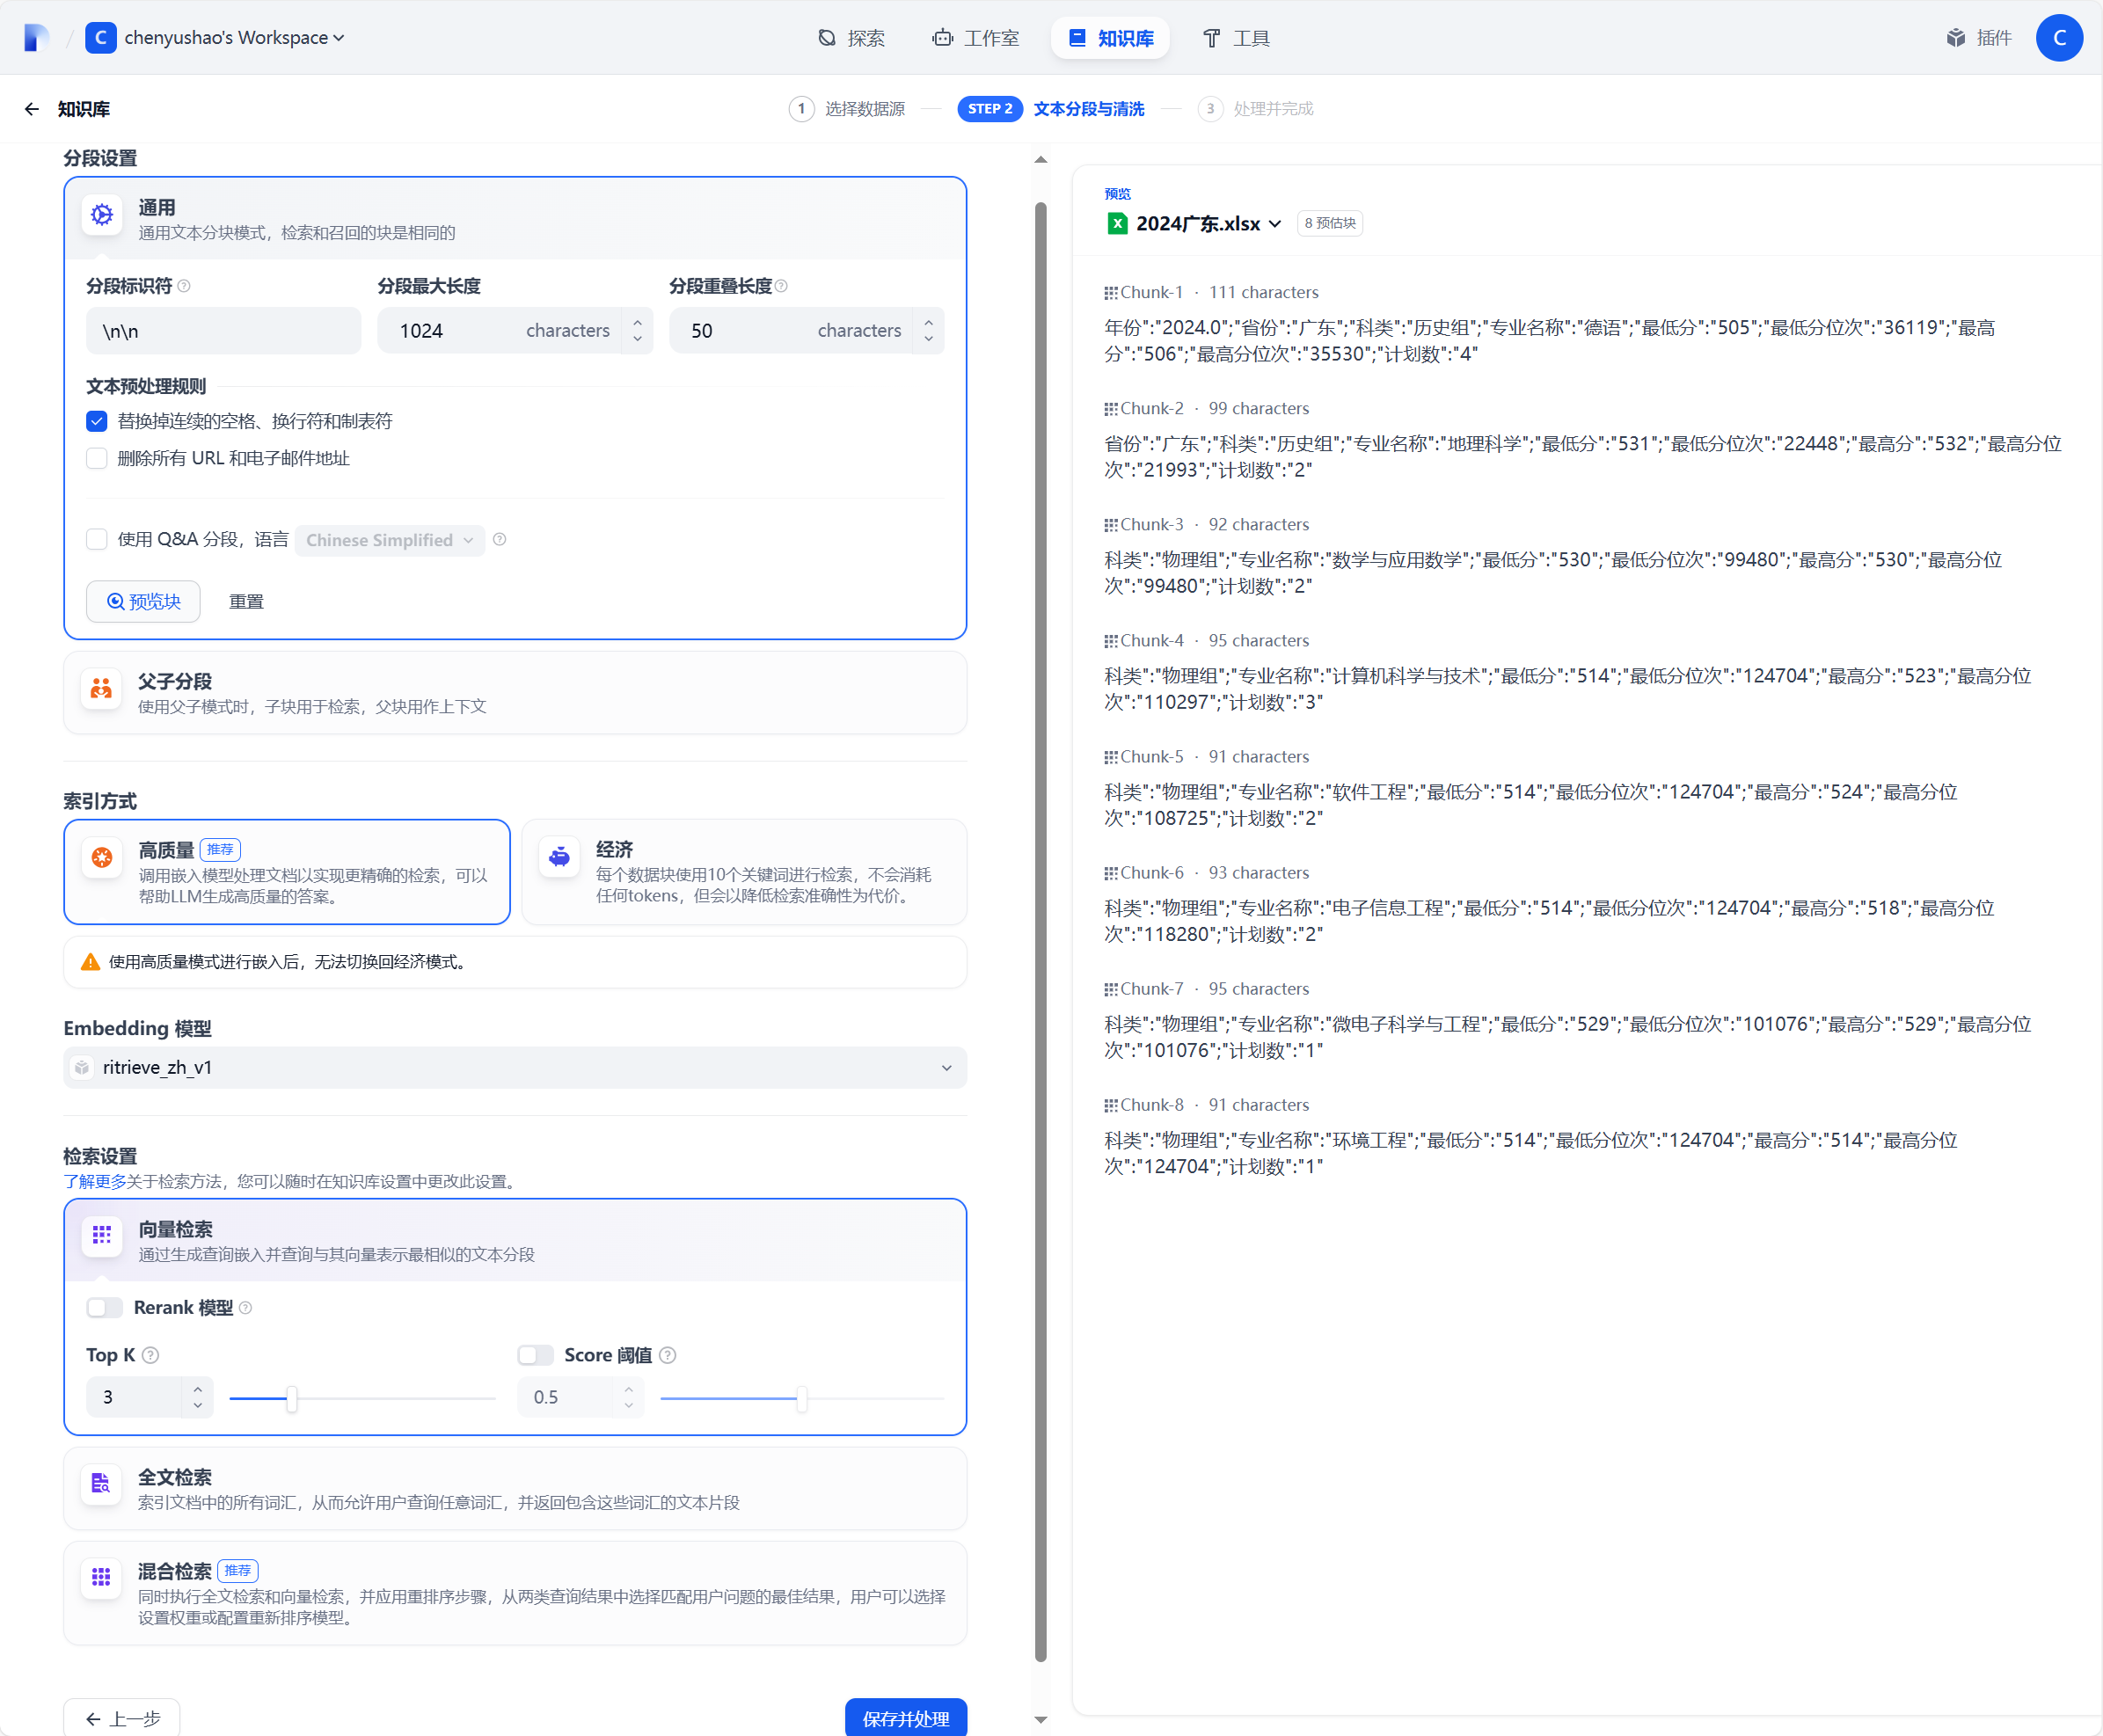 C chenyushao's Workspace
探索
工作室
知识库
工具
插件
C
知识库
1 选择数据源
STEP 2 文本分段与清洗
3 处理并完成
分段设置
通用
通用文本分块模式，检索和召回的块是相同的
分段标识符
分段最大长度
分段重叠长度
\n\n
1024 characters
50 characters
文本预处理规则
替换掉连续的空格、换行符和制表符
删除所有 URL 和电子邮件地址
使用 Q&A 分段，语言 Chinese Simplified
预览块
重置
父子分段
使用父子模式时，子块用于检索，父块用作上下文
索引方式
高质量 推荐
调用嵌入模型处理文档以实现更精确的检索，可以
帮助LLM生成高质量的答案。
经济
每个数据块使用10个关键词进行检索，不会消耗
任何tokens，但会以降低检索准确性为代价。
使用高质量模式进行嵌入后，无法切换回经济模式。
Embedding 模型
ritrieve_zh_v1
检索设置
了解更多关于检索方法，您可以随时在知识库设置中更改此设置。
向量检索
通过生成查询嵌入并查询与其向量表示最相似的文本分段
Rerank 模型
Top K
Score 阈值
3
0.5
全文检索
索引文档中的所有词汇，从而允许用户查询任意词汇，并返回包含这些词汇的文本片段
混合检索 推荐
同时执行全文检索和向量检索，并应用重排序步骤，从两类查询结果中选择匹配用户问题的最佳结果，用户可以选择
设置权重或配置重新排序模型。
上一步
保存并处理
预览
2024广东.xlsx 8 预估块
Chunk-1 · 111 characters
年份":"2024.0";"省份":"广东";"科类":"历史组";"专业名称":"德语";"最低分":"505";"最低分位次":"36119";"最高
分":"506";"最高分位次":"35530";"计划数":"4"
Chunk-2 · 99 characters
省份":"广东";"科类":"历史组";"专业名称":"地理科学";"最低分":"531";"最低分位次":"22448";"最高分":"532";"最高分位
次":"21993";"计划数":"2"
Chunk-3 · 92 characters
科类":"物理组";"专业名称":"数学与应用数学";"最低分":"530";"最低分位次":"99480";"最高分":"530";"最高分位
次":"99480";"计划数":"2"
Chunk-4 · 95 characters
科类":"物理组";"专业名称":"计算机科学与技术";"最低分":"514";"最低分位次":"124704";"最高分":"523";"最高分位
次":"110297";"计划数":"3"
Chunk-5 · 91 characters
科类":"物理组";"专业名称":"软件工程";"最低分":"514";"最低分位次":"124704";"最高分":"524";"最高分位
次":"108725";"计划数":"2"
Chunk-6 · 93 characters
科类":"物理组";"专业名称":"电子信息工程";"最低分":"514";"最低分位次":"124704";"最高分":"518";"最高分位
次":"118280";"计划数":"2"
Chunk-7 · 95 characters
科类":"物理组";"专业名称":"微电子科学与工程";"最低分":"529";"最低分位次":"101076";"最高分":"529";"最高分位
次":"101076";"计划数":"1"
Chunk-8 · 91 characters
科类":"物理组";"专业名称":"环境工程";"最低分":"514";"最低分位次":"124704";"最高分":"514";"最高分位
次":"124704";"计划数":"1"